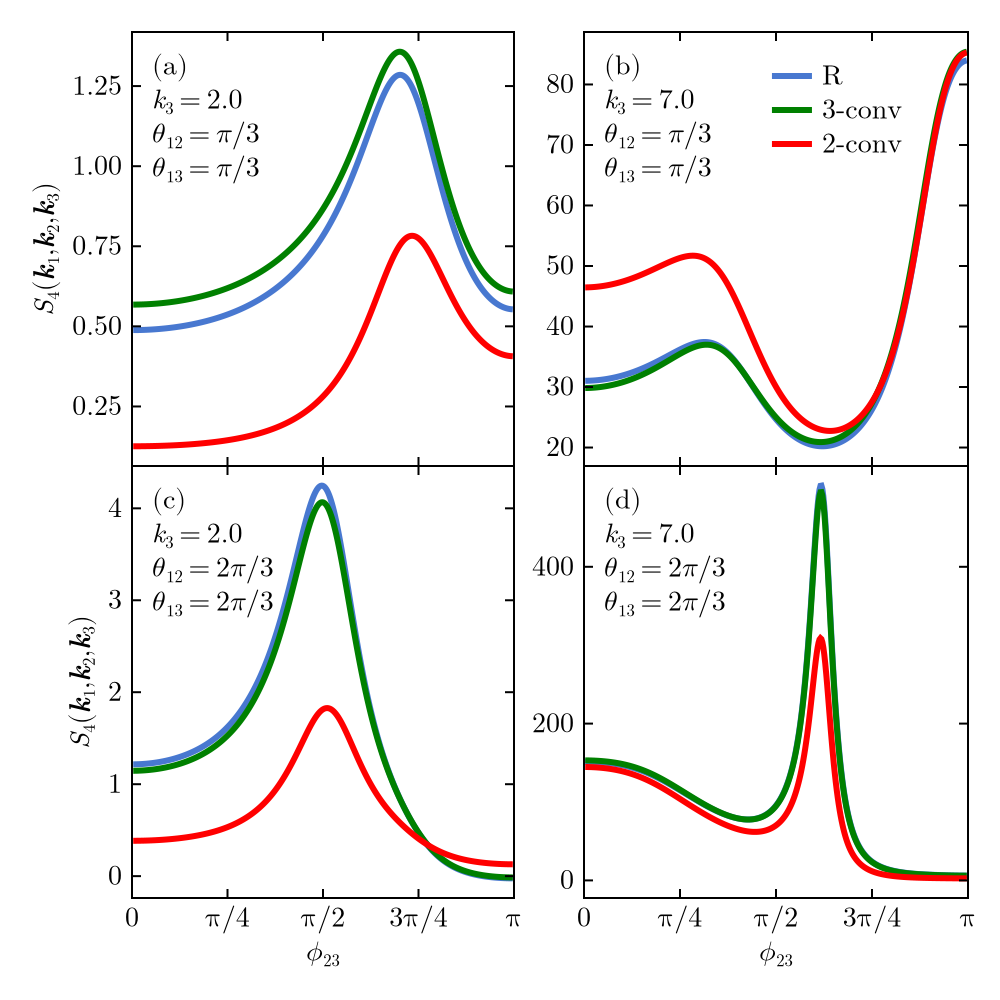 (a)
k₃ = 2.0
θ₁₂ = π/3
θ₁₃ = π/3
1.25
1.00
0.75
0.50
0.25
S₄(k₁,k₂,k₃)
(b)
k₃ = 7.0
θ₁₂ = π/3
θ₁₃ = π/3
R
3-conv
2-conv
80
70
60
50
40
30
20
(c)
k₃ = 2.0
θ₁₂ = 2π/3
θ₁₃ = 2π/3
4
3
2
1
0
S₄(k₁,k₂,k₃)
0 π/4 π/2 3π/4 π
ϕ₂₃
(d)
k₃ = 7.0
θ₁₂ = 2π/3
θ₁₃ = 2π/3
400
200
0
0 π/4 π/2 3π/4 π
ϕ₂₃